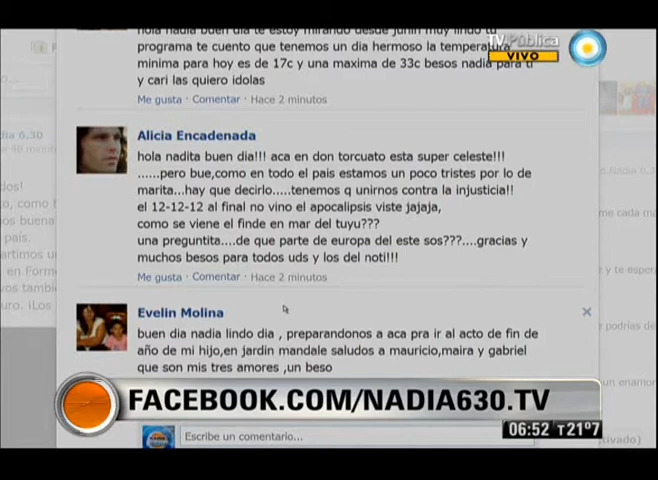 hola nadia buen dia te estoy mirando desde junin muy lindo tu
programa te cuento que tenemos un dia hermoso la temperatura
minima para hoy es de 17c y una maxima de 33c besos nadia para ti
y cari las quiero idolas
Me gusta · Comentar · Hace 2 minutos
TV Pública
VIVO
Alicia Encadenada
hola nadita buen dia!!! aca en don torcuato esta super celeste!!!
......pero bue,como en todo el pais estamos un poco tristes por lo de
marita...hay que decirlo.....tenemos q unirnos contra la injusticia!!
el 12-12-12 al final no vino el apocalipsis viste jajaja,
como se viene el finde en mar del tuyu???
una preguntita....de que parte de europa del este sos???....gracias y
muchos besos para todos uds y los del noti!!!
Me gusta · Comentar · Hace 2 minutos
Evelin Molina
buen dia nadia lindo dia , preparandonos a aca pra ir al acto de fin de
año de mi hijo,en jardin mandale saludos a mauricio,maira y gabriel
que son mis tres amores ,un beso
FACEBOOK.COM/NADIA630.TV
06:52 T21°7
Escribe un comentario...